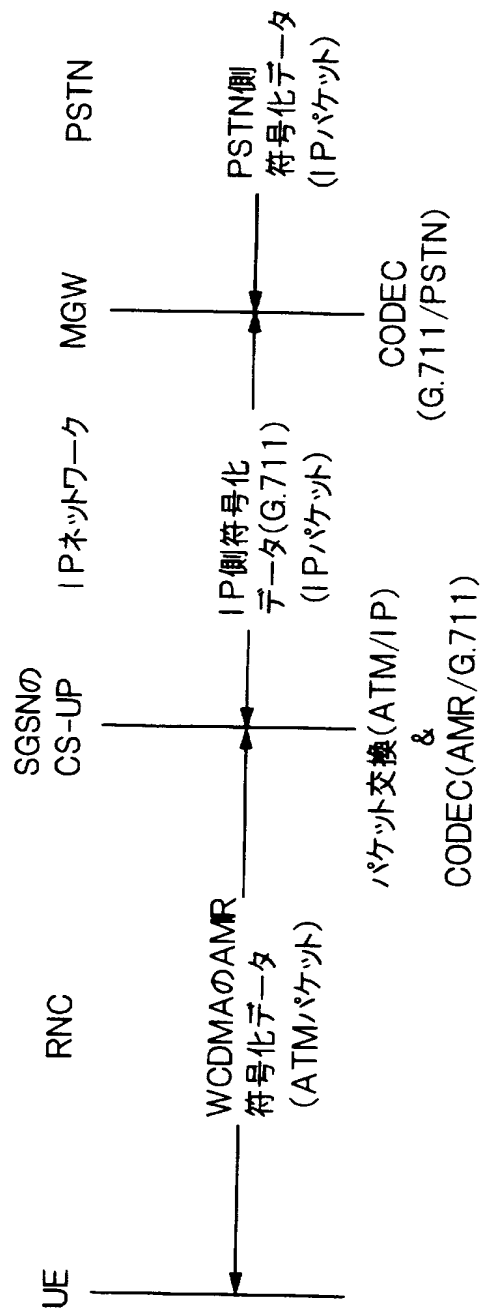 UE
RNC
SGSNの
CS-UP
IPネットワーク
MGW
PSTN
WCDMAのAMR
符号化データ
(ATMパケット)
IP側符号化
データ(G.711)
(IPパケット)
PSTN側
符号化データ
(IPパケット)
パケット交換(ATM/IP)
&
CODEC(AMR/G.711)
CODEC
(G.711/PSTN)